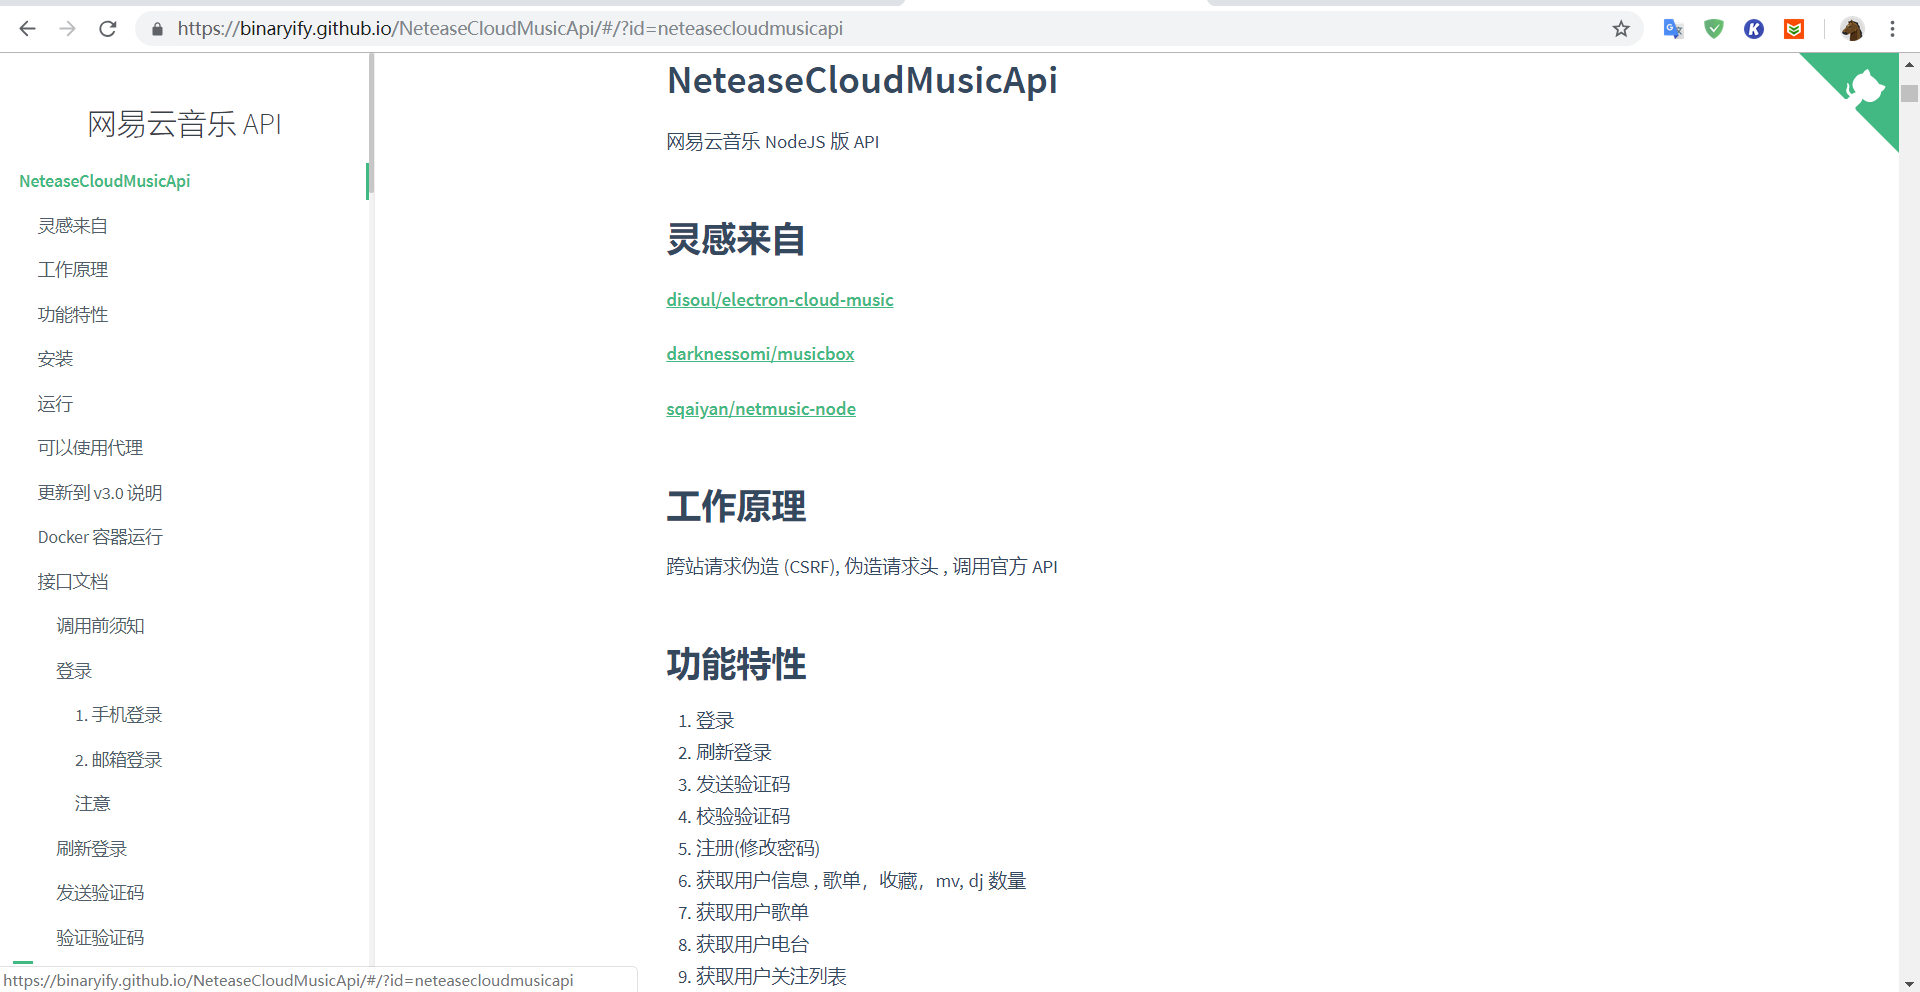 https://binaryify.github.io/NeteaseCloudMusicApi/#/?id=neteasecloudmusicapi
网易云音乐 API
NeteaseCloudMusicApi
灵感来自
工作原理
功能特性
安装
运行
可以使用代理
更新到 v3.0 说明
Docker 容器运行
接口文档
调用前须知
登录
1. 手机登录
2. 邮箱登录
注意
刷新登录
发送验证码
验证验证码
NeteaseCloudMusicApi
网易云音乐 NodeJS 版 API
灵感来自
disoul/electron-cloud-music
darknessomi/musicbox
sqaiyan/netmusic-node
工作原理
跨站请求伪造 (CSRF), 伪造请求头 , 调用官方 API
功能特性
1. 登录
2. 刷新登录
3. 发送验证码
4. 校验验证码
5. 注册(修改密码)
6. 获取用户信息 , 歌单，收藏，mv, dj 数量
7. 获取用户歌单
8. 获取用户电台
9. 获取用户关注列表
https://binaryify.github.io/NeteaseCloudMusicApi/#/?id=neteasecloudmusicapi